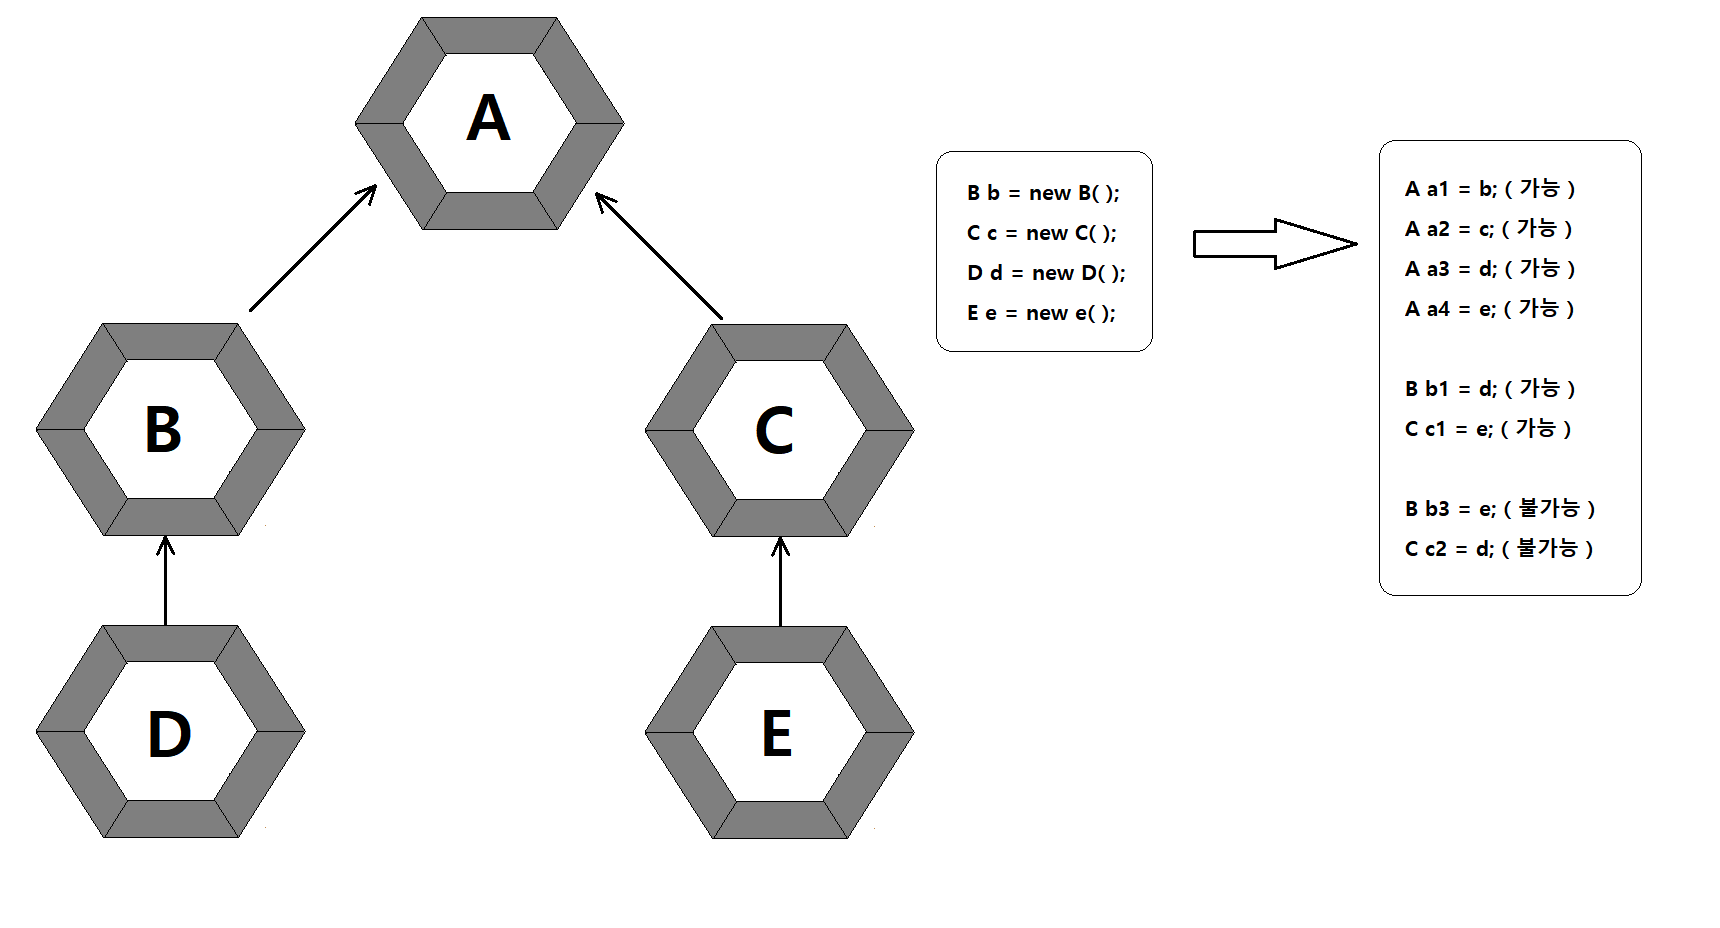 A
B
C
D
E
B b = new B( );
C c = new C( );
D d = new D( );
E e = new e( );
A a1 = b; ( 가능 )
A a2 = c; ( 가능 )
A a3 = d; ( 가능 )
A a4 = e; ( 가능 )
B b1 = d; ( 가능 )
C c1 = e; ( 가능 )
B b3 = e; ( 불가능 )
C c2 = d; ( 불가능 )